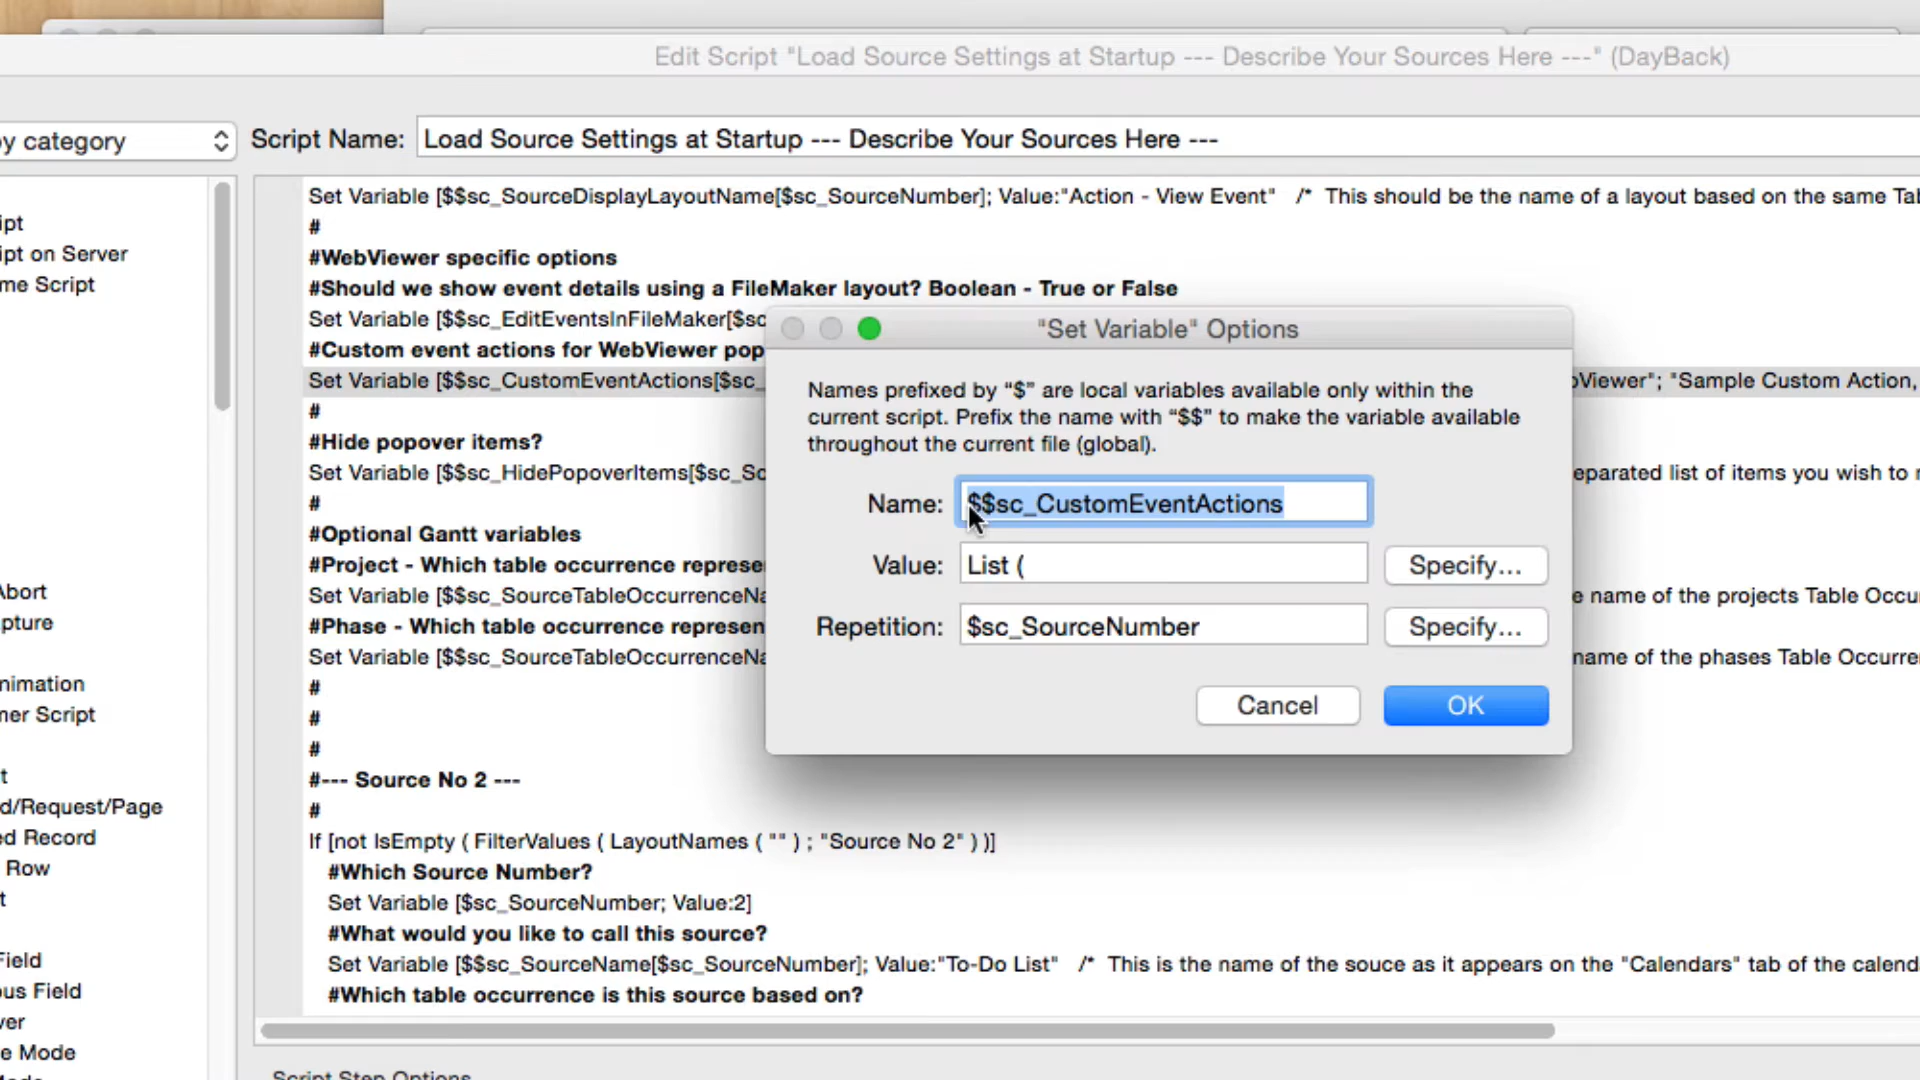 Edit Script "Load Source Settings at Startup --- Describe Your Sources Here ---" (DayBack)
by category
Script Name: Load Source Settings at Startup --- Describe Your Sources Here ---
Set Variable [$$sc_SourceDisplayLayoutName[$sc_SourceNumber]; Value:"Action - View Event" /* This should be the name of a layout based on the same Tab
#
ipt
#WebViewer specific options
ipt on Server
#Should we show event details using a FileMaker layout? Boolean - True or False
me Script
Set Variable [$$sc_EditEventsInFileMaker[$sc
#Custom event actions for WebViewer pop
Set Variable [$$sc_CustomEventActions[$sc_
bViewer"; "Sample Custom Action,
#
#Hide popover items?
Set Variable [$$sc_HidePopoverItems[$sc_So
eparated list of items you wish to r
#
#Optional Gantt variables
#Project - Which table occurrence represe
Abort
Set Variable [$$sc_SourceTableOccurrenceNa
e name of the projects Table Occu
pture
#Phase - Which table occurrence represen
Set Variable [$$sc_SourceTableOccurrenceNa
name of the phases Table Occurre
nimation
#
ner Script
#
#
t
#--- Source No 2 ---
d/Request/Page
#
ed Record
If [not IsEmpty ( FilterValues ( LayoutNames ( "" ) ; "Source No 2" ) )]
Row
#Which Source Number?
t
Set Variable [$sc_SourceNumber; Value:2]
#What would you like to call this source?
Field
Set Variable [$$sc_SourceName[$sc_SourceNumber]; Value:"To-Do List" /* This is the name of the souce as it appears on the "Calendars" tab of the calend
ous Field
#Which table occurrence is this source based on?
ver
e Mode
Script Step Options
"Set Variable" Options
Names prefixed by “$” are local variables available only within the
current script. Prefix the name with “$$” to make the variable available
throughout the current file (global).
Name: $$sc_CustomEventActions
Value: List ( Specify...
Repetition: $sc_SourceNumber Specify...
Cancel OK